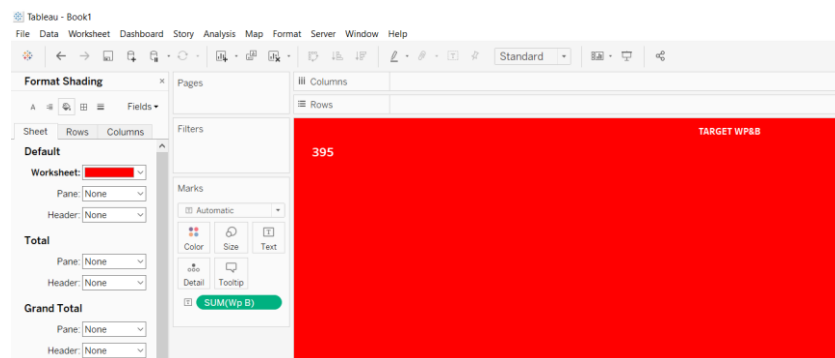 Tableau - Book1
File Data Worksheet Dashboard Story Analysis Map Format Server Window Help
Standard
Format Shading
Fields
Sheet Rows Columns
Default
Worksheet:
Pane: None
Header: None
Total
Pane: None
Header: None
Grand Total
Pane: None
Header: None
Pages
Filters
Marks
Automatic
Color Size Text
Detail Tooltip
SUM(Wp B)
Columns
Rows
TARGET WP&B
395